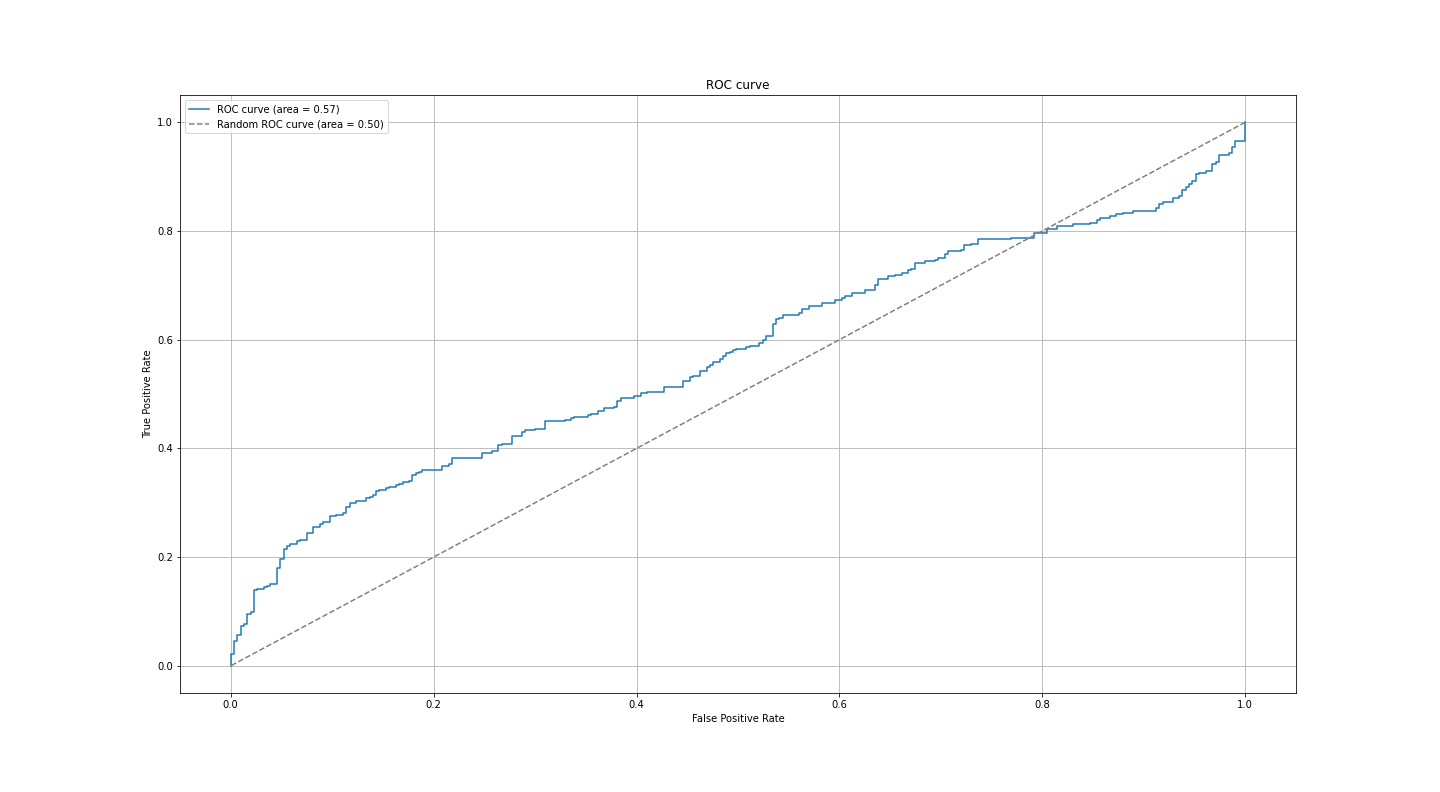 ROC curve
ROC curve (area = 0.57)
Random ROC curve (area = 0.50)
1.0
0.8
0.6
0.4
0.2
0.0
True Positive Rate
0.0 0.2 0.4 0.6 0.8 1.0
False Positive Rate